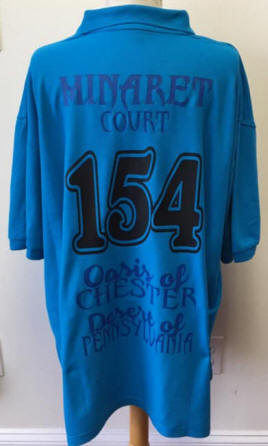 MINARET
COURT
154
Oasis of
CHESTER
Desert of
PENNSYLVANIA